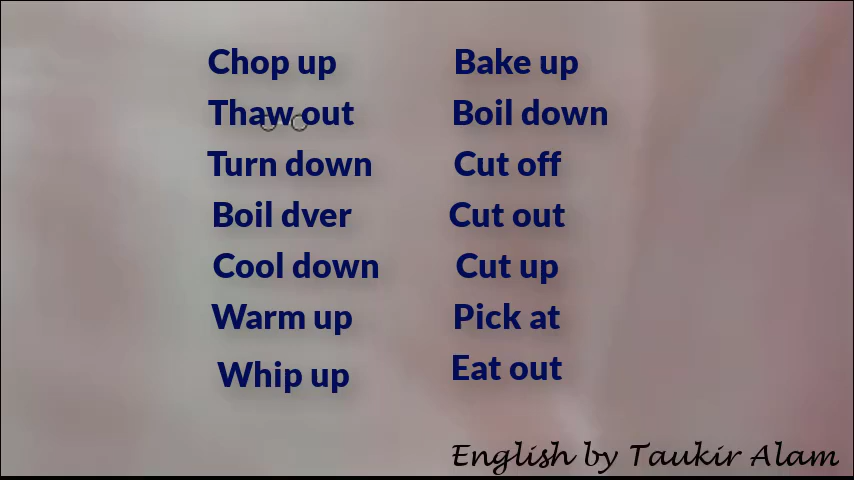 Chop up
Thaw out
Turn down
Boil dver
Cool down
Warm up
Whip up
Bake up
Boil down
Cut off
Cut out
Cut up
Pick at
Eat out
English by Taukir Alam